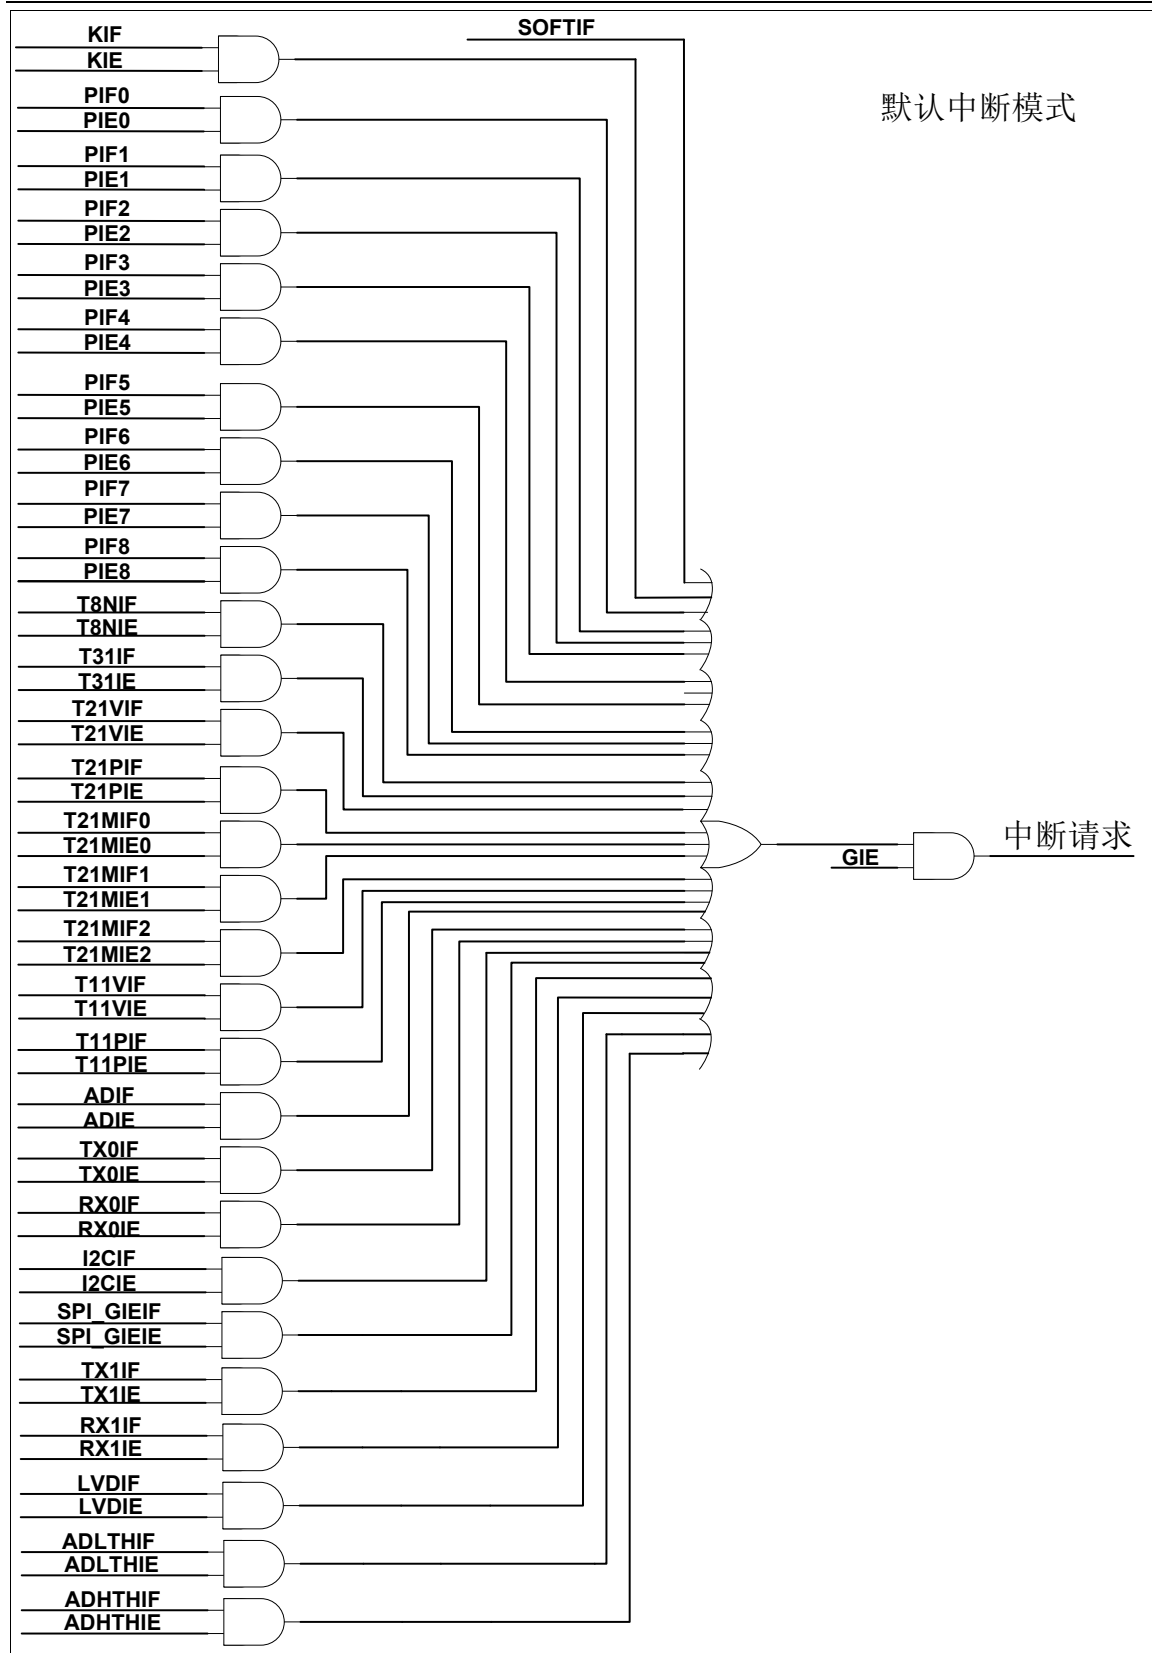 SOFTIF
KIF
KIE
默认中断模式
PIF0
PIE0
PIF1
PIE1
PIF2
PIE2
PIF3
PIE3
PIF4
PIE4
PIF5
PIE5
PIF6
PIE6
PIF7
PIE7
PIF8
PIE8
T8NIF
T8NIE
T31IF
T31IE
T21VIF
T21VIE
T21PIF
T21PIE
T21MIF0
T21MIE0
中断请求
GIE
T21MIF1
T21MIE1
T21MIF2
T21MIE2
T11VIF
T11VIE
T11PIF
T11PIE
ADIF
ADIE
TX0IF
TX0IE
RX0IF
RX0IE
I2CIF
I2CIE
SPI_GIEIF
SPI_GIEIE
TX1IF
TX1IE
RX1IF
RX1IE
LVDIF
LVDIE
ADLTHIF
ADLTHIE
ADHTHIF
ADHTHIE